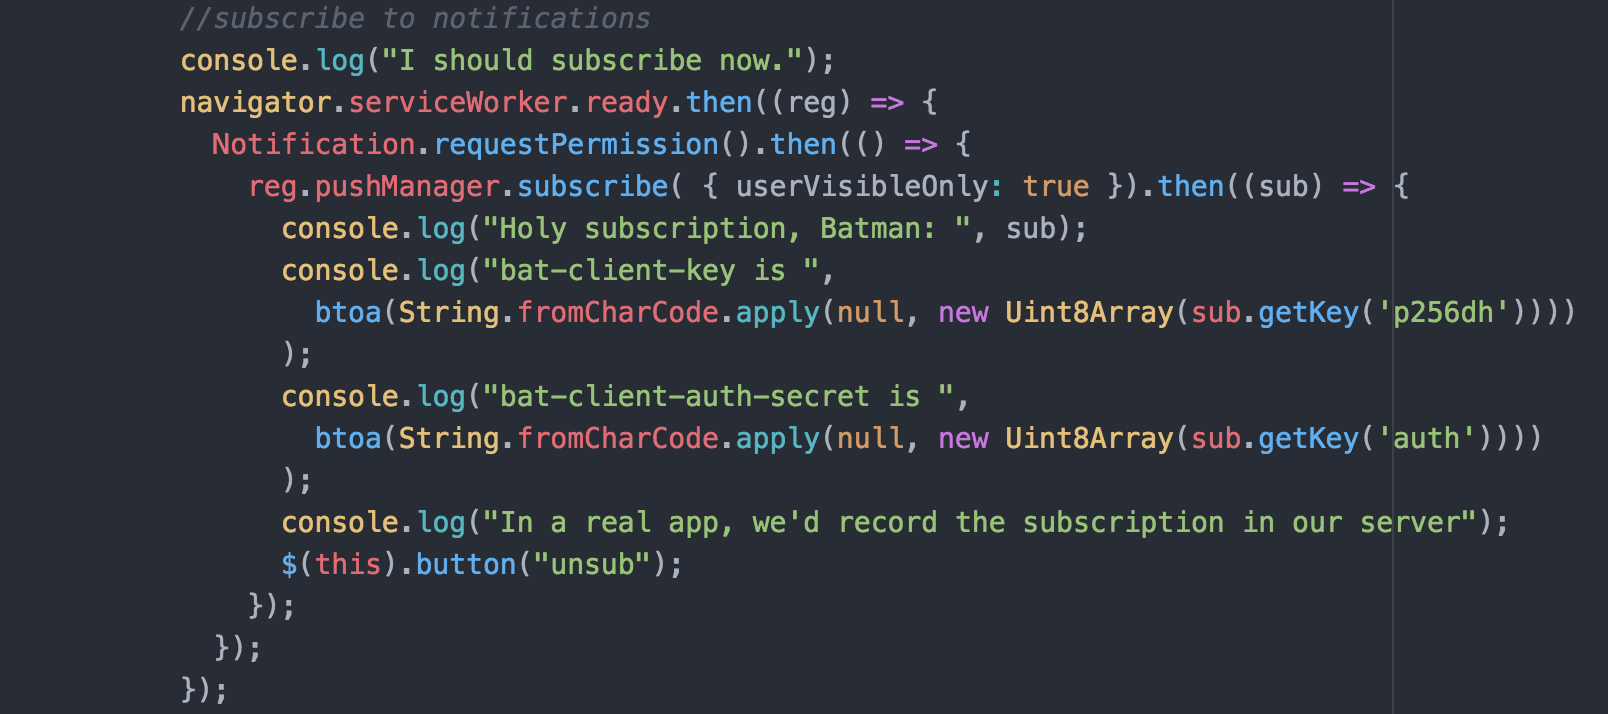 //subscribe to notifications
console.log("I should subscribe now.");
navigator.serviceWorker.ready.then((reg) => {
  Notification.requestPermission().then(() => {
    reg.pushManager.subscribe( { userVisibleOnly: true }).then((sub) => {
      console.log("Holy subscription, Batman: ", sub);
      console.log("bat-client-key is ",
        btoa(String.fromCharCode.apply(null, new Uint8Array(sub.getKey('p256dh'))))
      );
      console.log("bat-client-auth-secret is ",
        btoa(String.fromCharCode.apply(null, new Uint8Array(sub.getKey('auth'))))
      );
      console.log("In a real app, we'd record the subscription in our server");
      $(this).button("unsub");
    });
  });
});